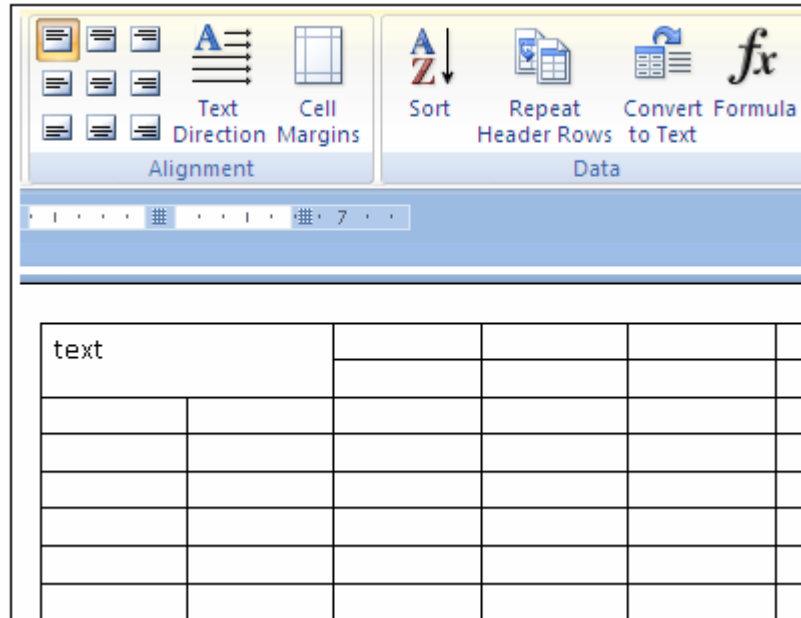 Text Direction
Cell Margins
Sort
Repeat Header Rows
Convert to Text
Formula
Alignment
Data
7
text